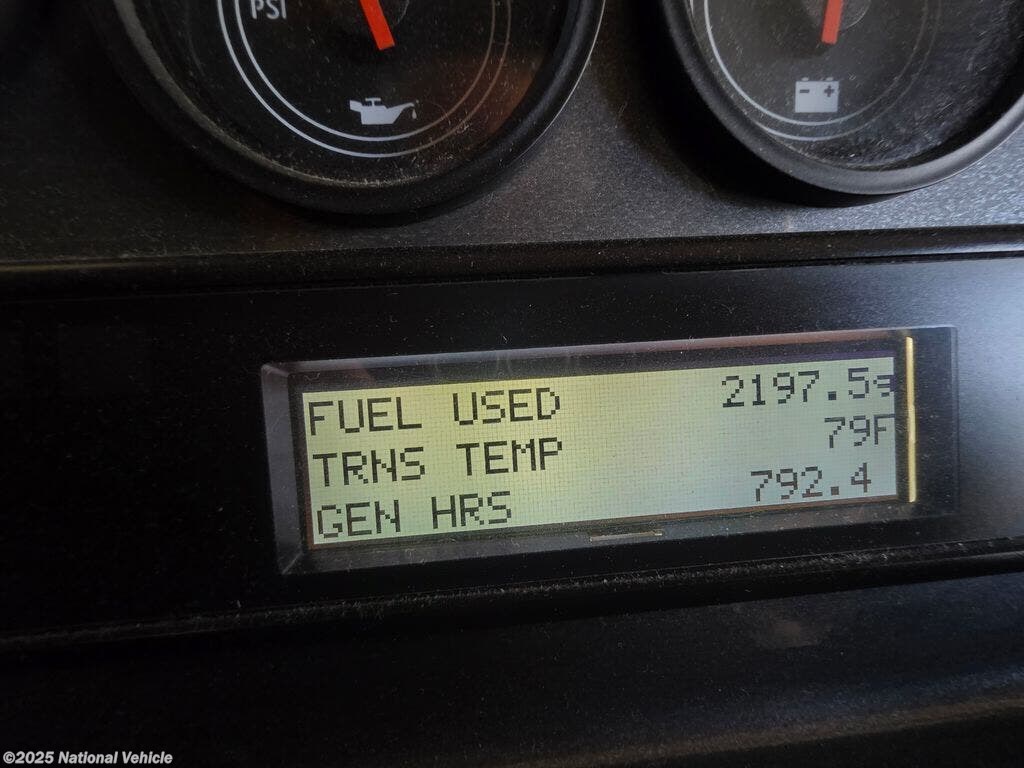 PSI
FUEL USED 2197.5g
TRNS TEMP 79F
GEN HRS 792.4
©2025 National Vehicle